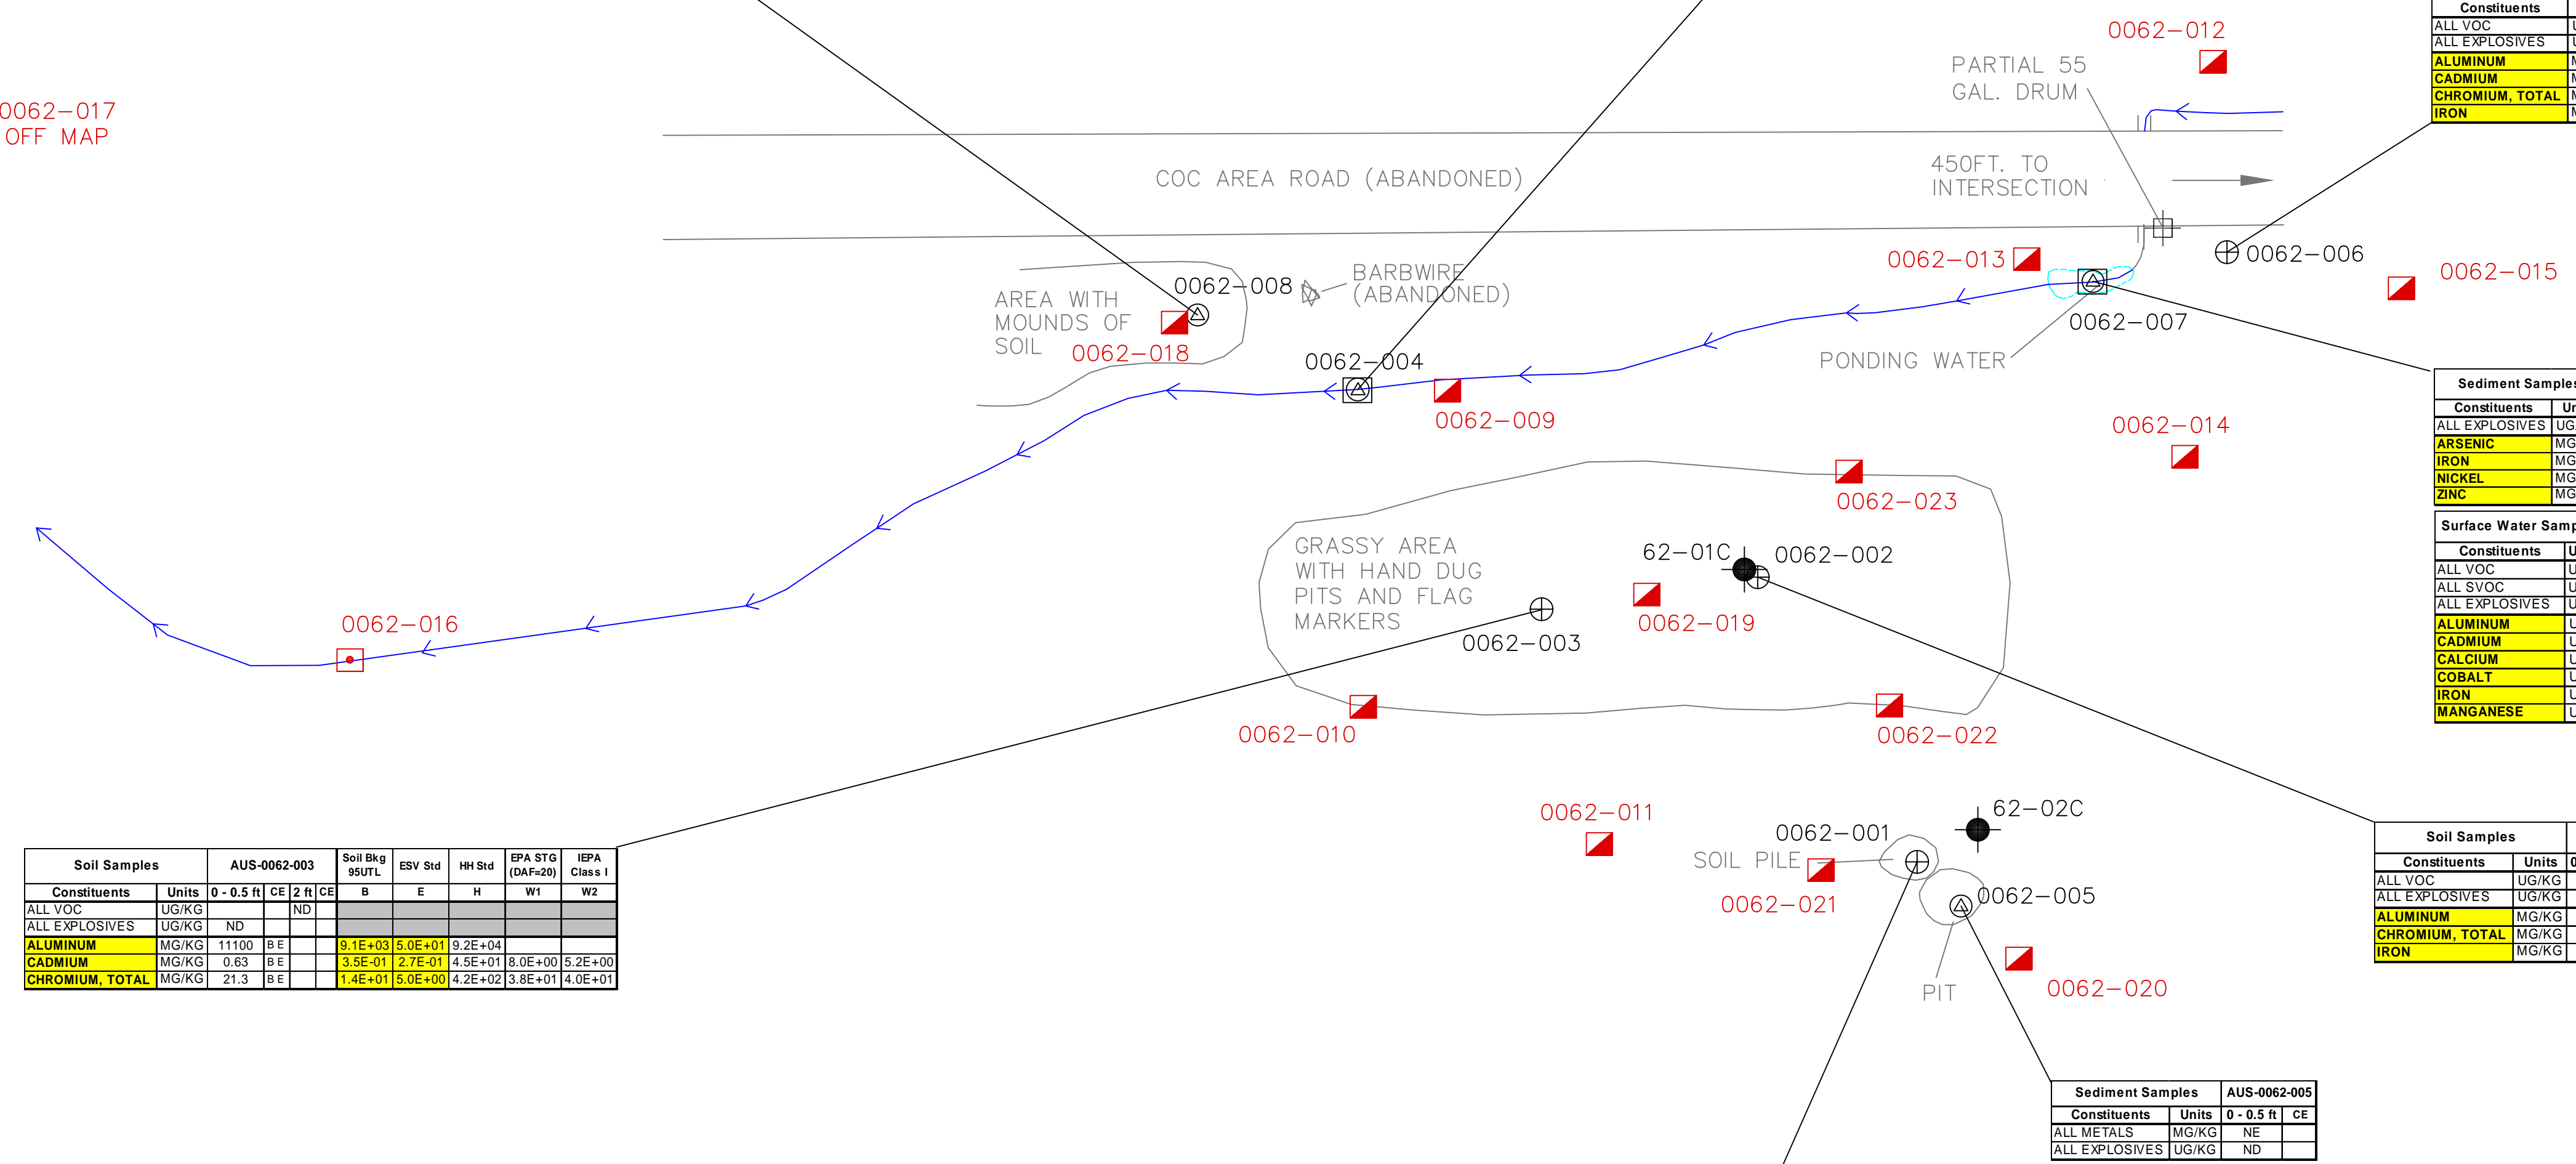 0062-012
PARTIAL 55
GAL. DRUM
0062-017
OFF MAP
COC AREA ROAD (ABANDONED)
450FT. TO
INTERSECTION
0062-006
0062-013
0062-015
0062-007
PONDING WATER
0062-008
BARBWIRE
(ABANDONED)
AREA WITH
MOUNDS OF
SOIL
0062-018
0062-004
0062-009
0062-014
0062-023
GRASSY AREA
WITH HAND DUG
PITS AND FLAG
MARKERS
62-01C
0062-002
0062-019
0062-003
0062-016
0062-010
0062-022
0062-011
62-02C
0062-001
SOIL PILE
0062-021
0062-005
PIT
0062-020
Constituents
ALL VOC
ALL EXPLOSIVES
ALUMINUM
CADMIUM
CHROMIUM, TOTAL
IRON
Sediment Samples
Constituents
ALL EXPLOSIVES
ARSENIC
IRON
NICKEL
ZINC
Surface Water
Constituents
ALL VOC
ALL SVOC
ALL EXPLOSIVES
ALUMINUM
CADMIUM
CALCIUM
COBALT
IRON
MANGANESE
Soil Samples AUS-0062-003 Soil Bkg 95UTL ESV Std HH Std EPA STG (DAF=20) IEPA Class I
Constituents Units 0 - 0.5 ft CE 2 ft CE B E H W1 W2
ALL VOC UG/KG ND
ALL EXPLOSIVES UG/KG ND
ALUMINUM MG/KG 11100 B E 9.1E+03 5.0E+01 9.2E+04
CADMIUM MG/KG 0.63 B E 3.5E-01 2.7E-01 4.5E+01 8.0E+00 5.2E+00
CHROMIUM, TOTAL MG/KG 21.3 B E 1.4E+01 5.0E+00 4.2E+02 3.8E+01 4.0E+01
Soil Samples
Constituents Units
ALL VOC UG/KG
ALL EXPLOSIVES UG/KG
ALUMINUM MG/KG
CHROMIUM, TOTAL MG/KG
IRON MG/KG
Sediment Samples AUS-0062-005
Constituents Units 0 - 0.5 ft CE
ALL METALS MG/KG NE
ALL EXPLOSIVES UG/KG ND